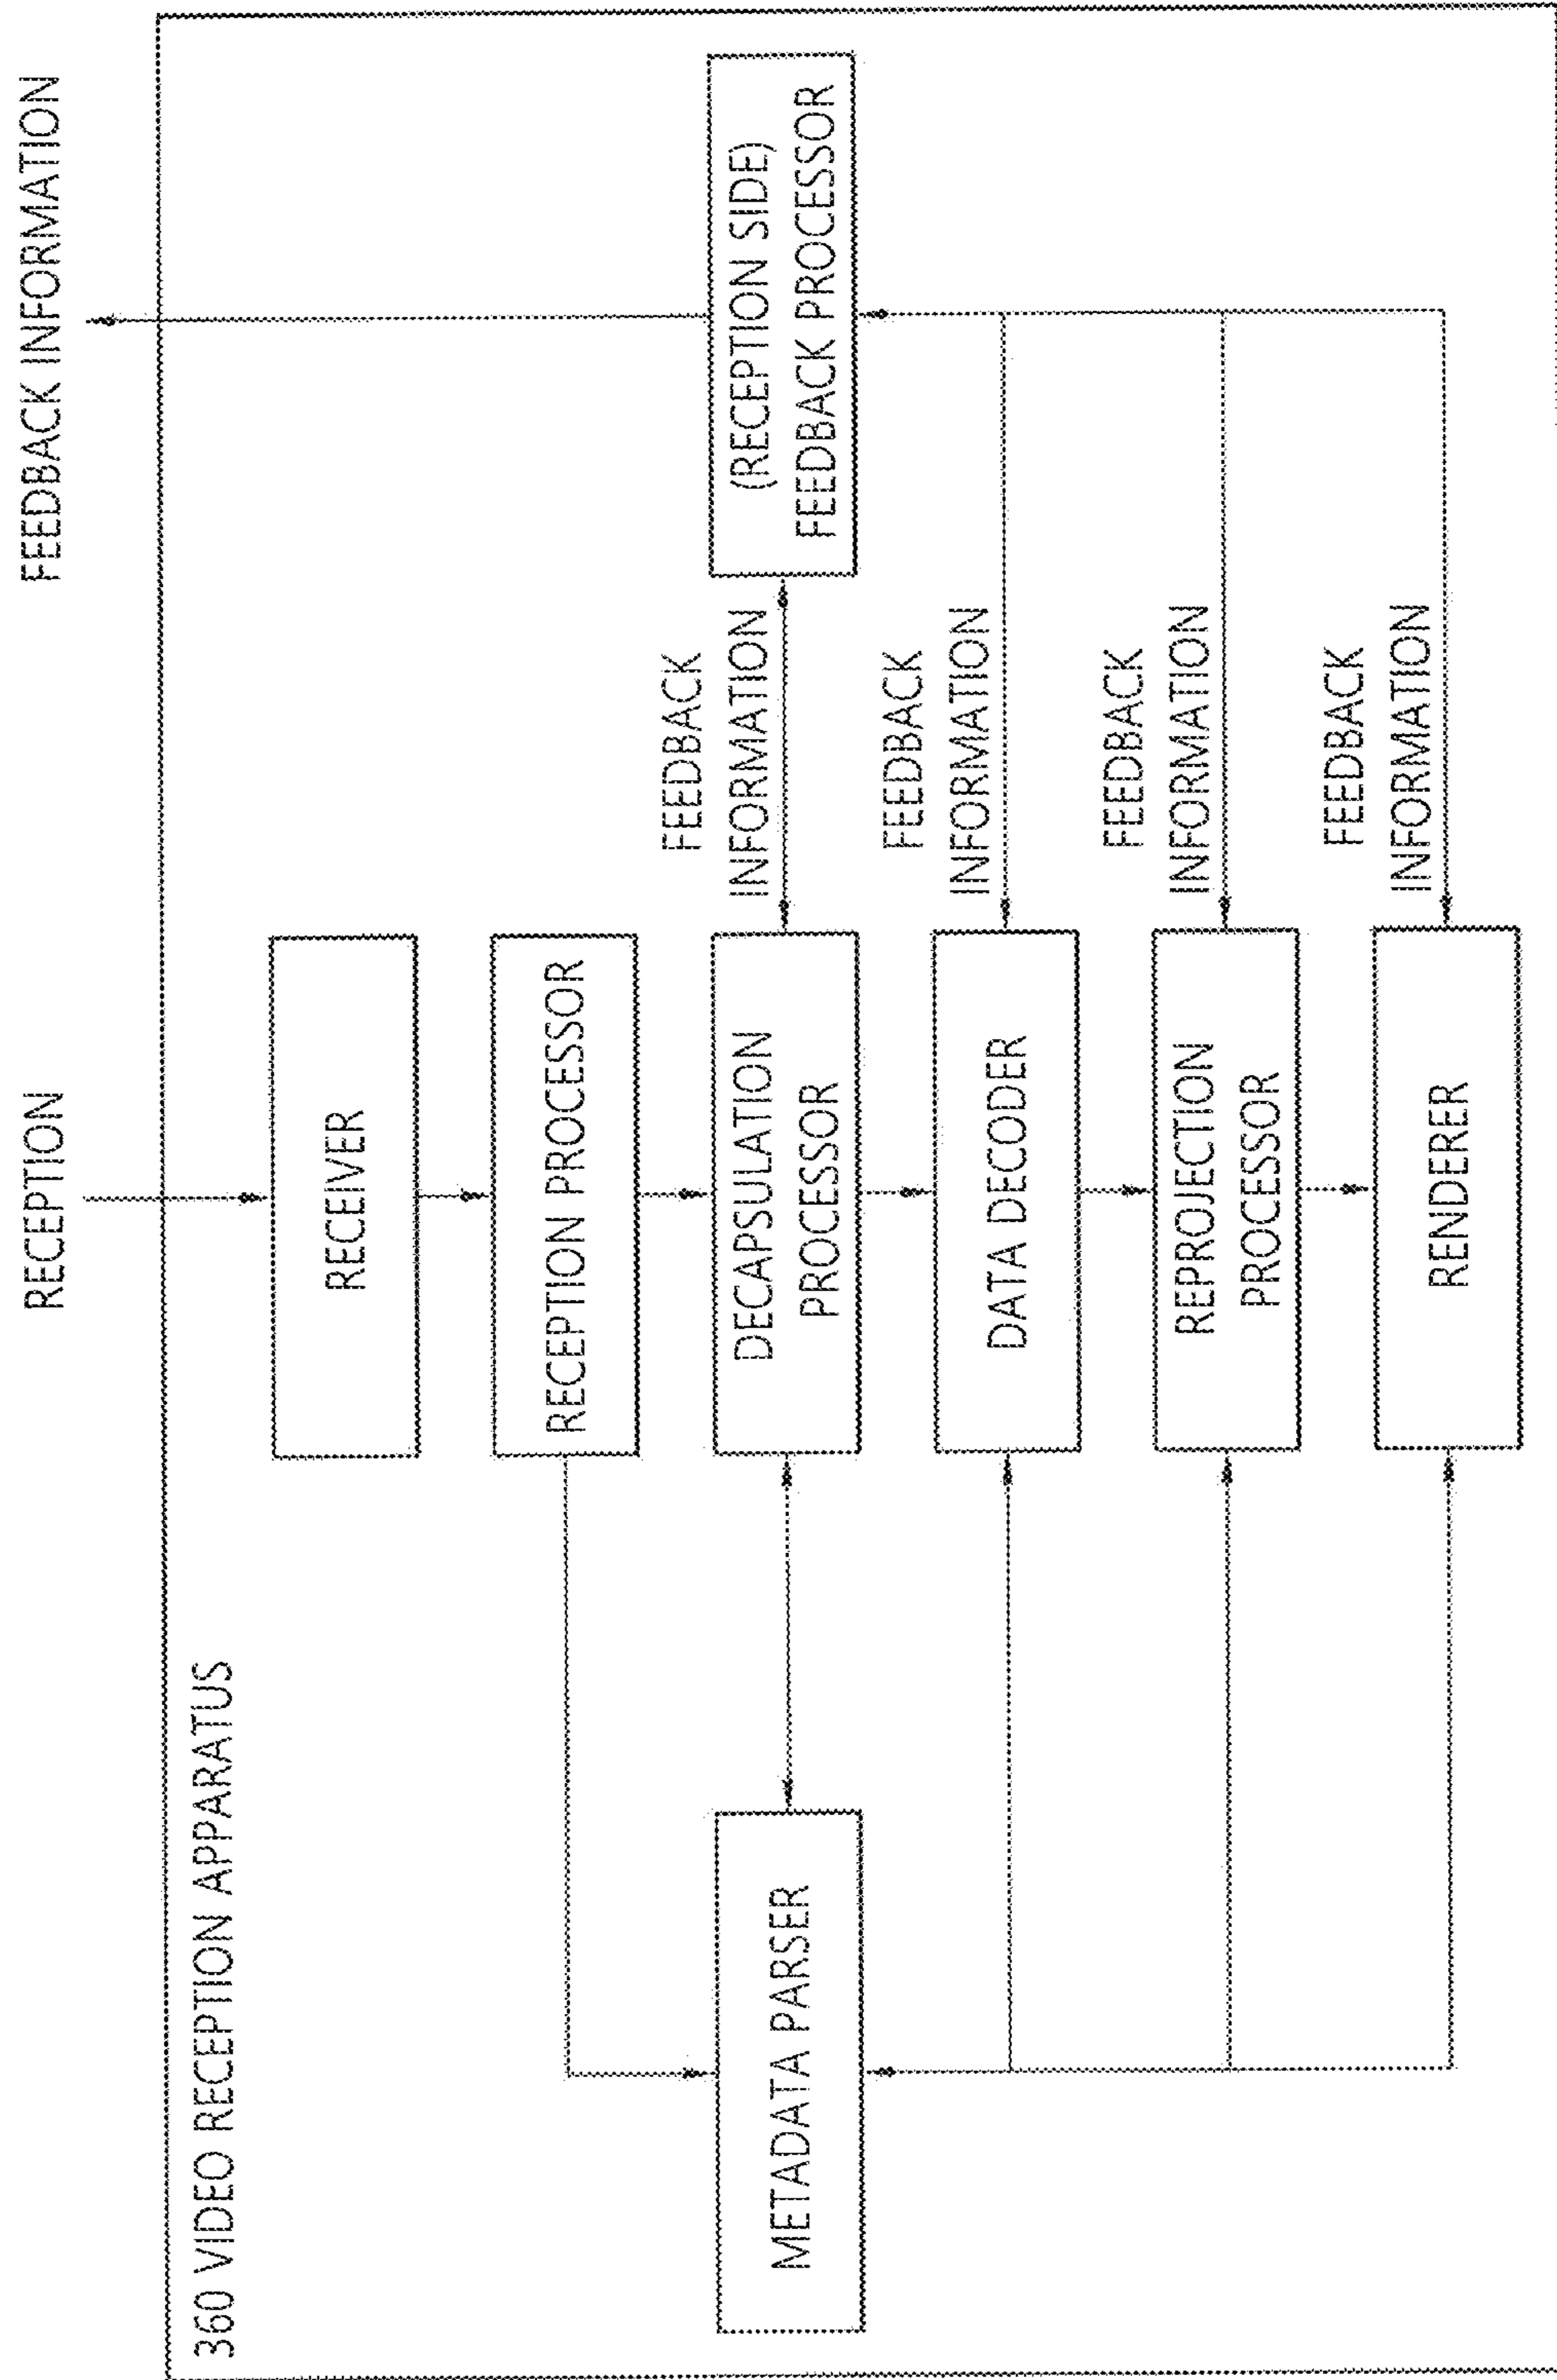 RECEPTION
FEEDBACK INFORMATION
360 VIDEO RECEPTION APPARATUS
RECEIVER
RECEPTION PROCESSOR
METADATA PARSER
DECAPSULATION
PROCESSOR
FEEDBACK
INFORMATION
(RECEPTION SIDE)
FEEDBACK PROCESSOR
DATA DECODER
FEEDBACK
INFORMATION
REPROJECTION
PROCESSOR
FEEDBACK
INFORMATION
RENDERER
FEEDBACK
INFORMATION